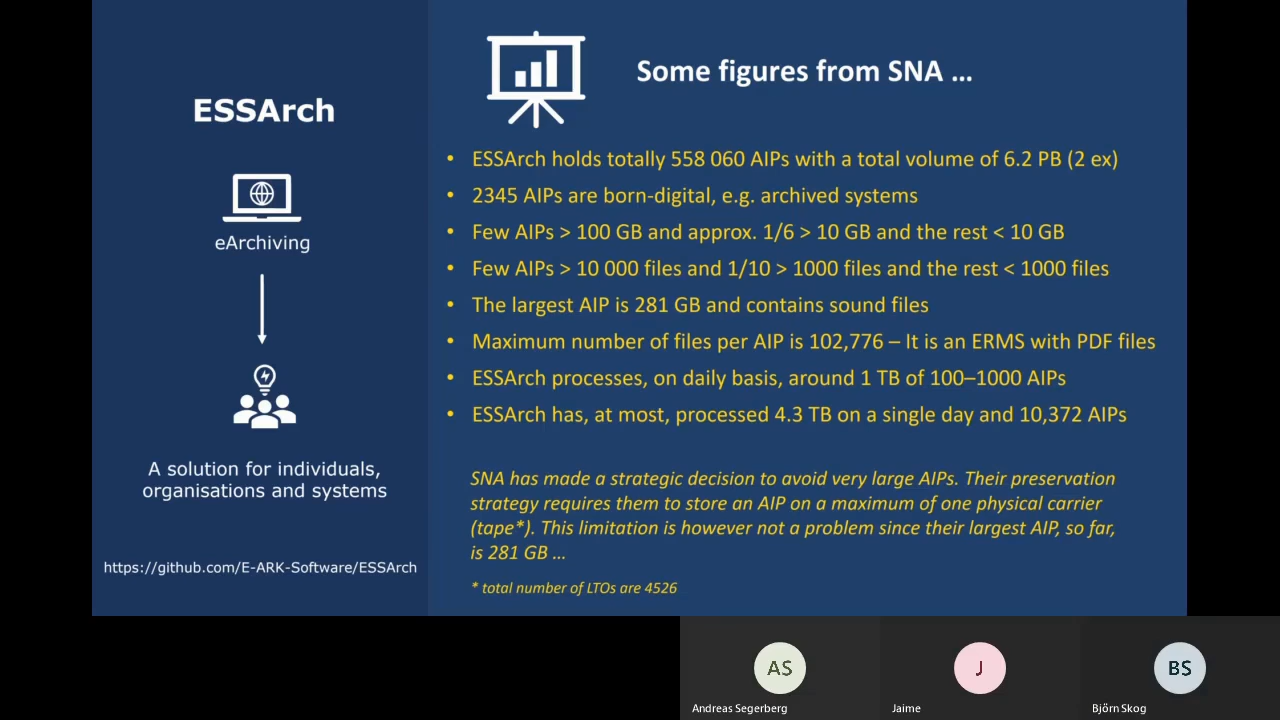 ESSArch
eArchiving
A solution for individuals,
organisations and systems
https://github.com/E-ARK-Software/ESSArch
Some figures from SNA ...
• ESSArch holds totally 558 060 AIPs with a total volume of 6.2 PB (2 ex)
• 2345 AIPs are born-digital, e.g. archived systems
• Few AIPs > 100 GB and approx. 1/6 > 10 GB and the rest < 10 GB
• Few AIPs > 10 000 files and 1/10 > 1000 files and the rest < 1000 files
• The largest AIP is 281 GB and contains sound files
• Maximum number of files per AIP is 102,776 – It is an ERMS with PDF files
• ESSArch processes, on daily basis, around 1 TB of 100–1000 AIPs
• ESSArch has, at most, processed 4.3 TB on a single day and 10,372 AIPs
SNA has made a strategic decision to avoid very large AIPs. Their preservation
strategy requires them to store an AIP on a maximum of one physical carrier
(tape*). This limitation is however not a problem since their largest AIP, so far,
is 281 GB ...
* total number of LTOs are 4526
AS
J
BS
Andreas Segerberg
Jaime
Björn Skog